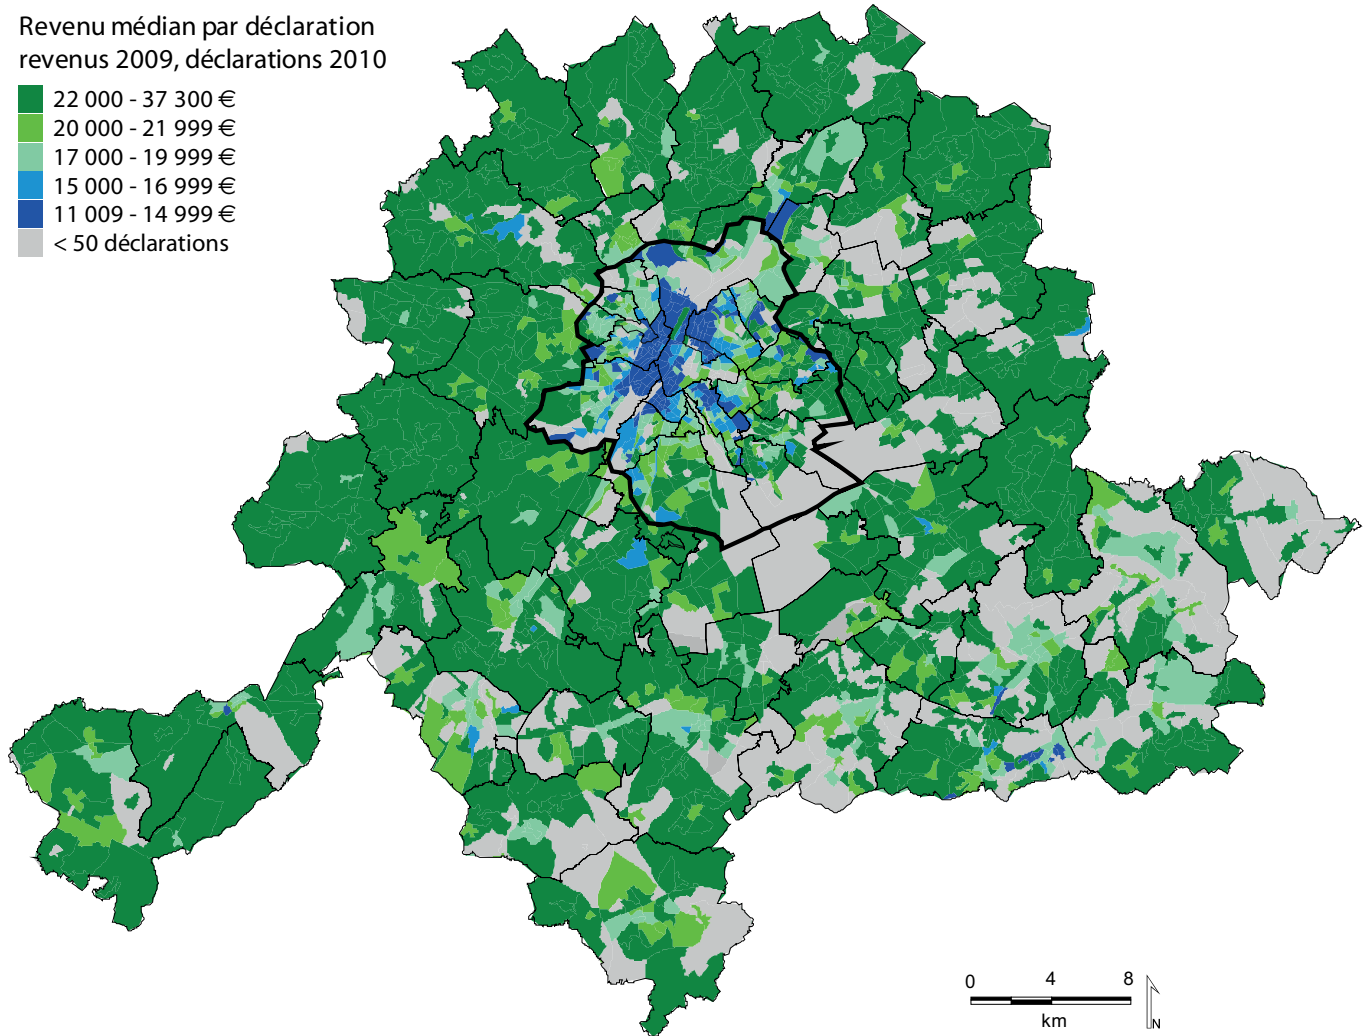 Revenu médian par déclaration
revenus 2009, déclarations 2010
22 000 - 37 300 €
20 000 - 21 999 €
17 000 - 19 999 €
15 000 - 16 999 €
11 009 - 14 999 €
< 50 déclarations
0 4 8
km
N